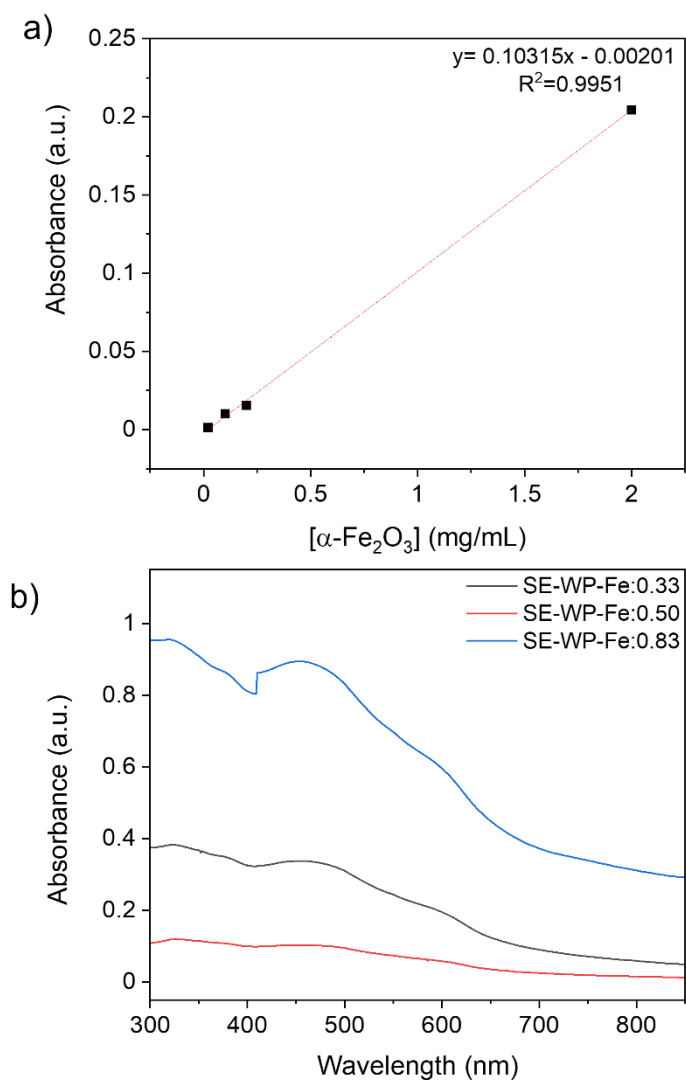 a)
y= 0.10315x - 0.00201
R²=0.9951
0.25
0.2
0.15
0.1
0.05
0
Absorbance (a.u.)
0 0.5 1 1.5 2
[α-Fe₂O₃] (mg/mL)
b)
SE-WP-Fe:0.33
SE-WP-Fe:0.50
SE-WP-Fe:0.83
1
0.8
0.6
0.4
0.2
0
Absorbance (a.u.)
300 400 500 600 700 800
Wavelength (nm)